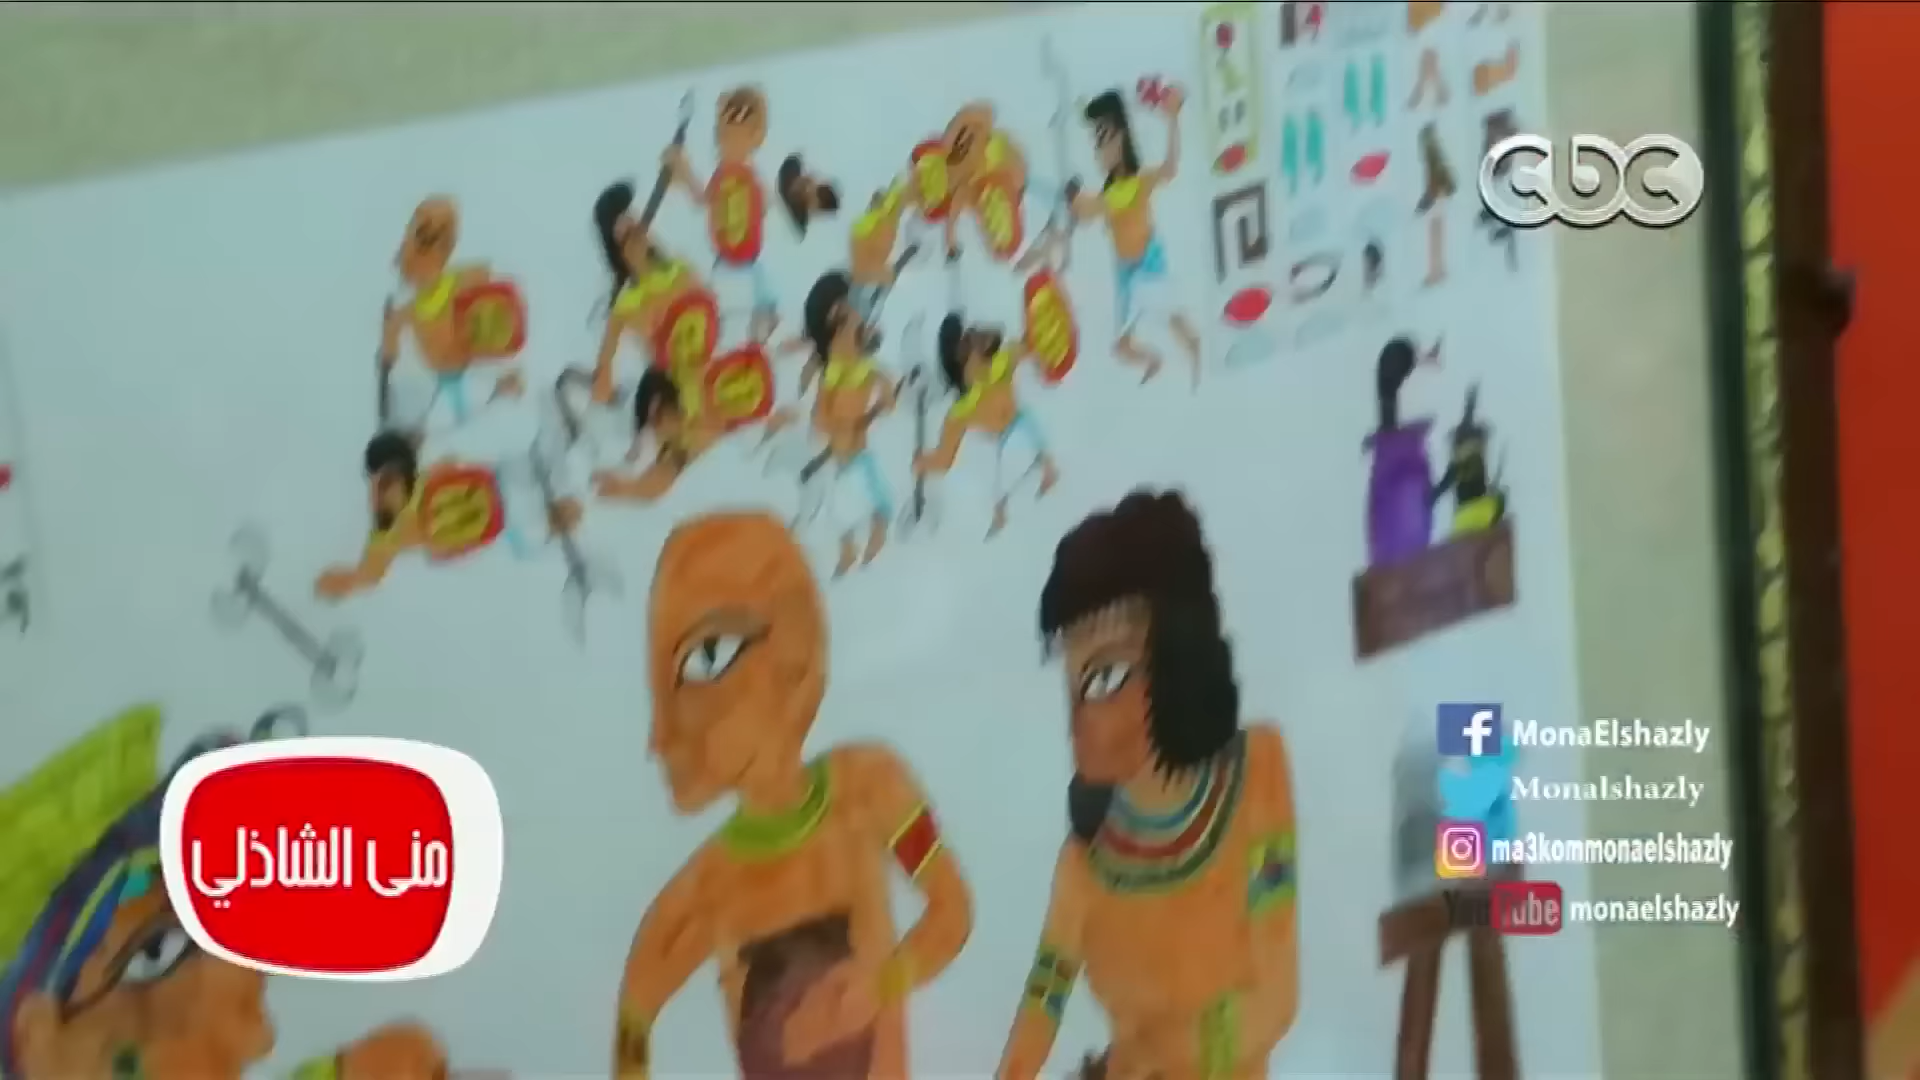 cbc
MonaElshazly
Monalshazly
ma3kommonaelshazly
YouTube monaelshazly
منى الشاذلي